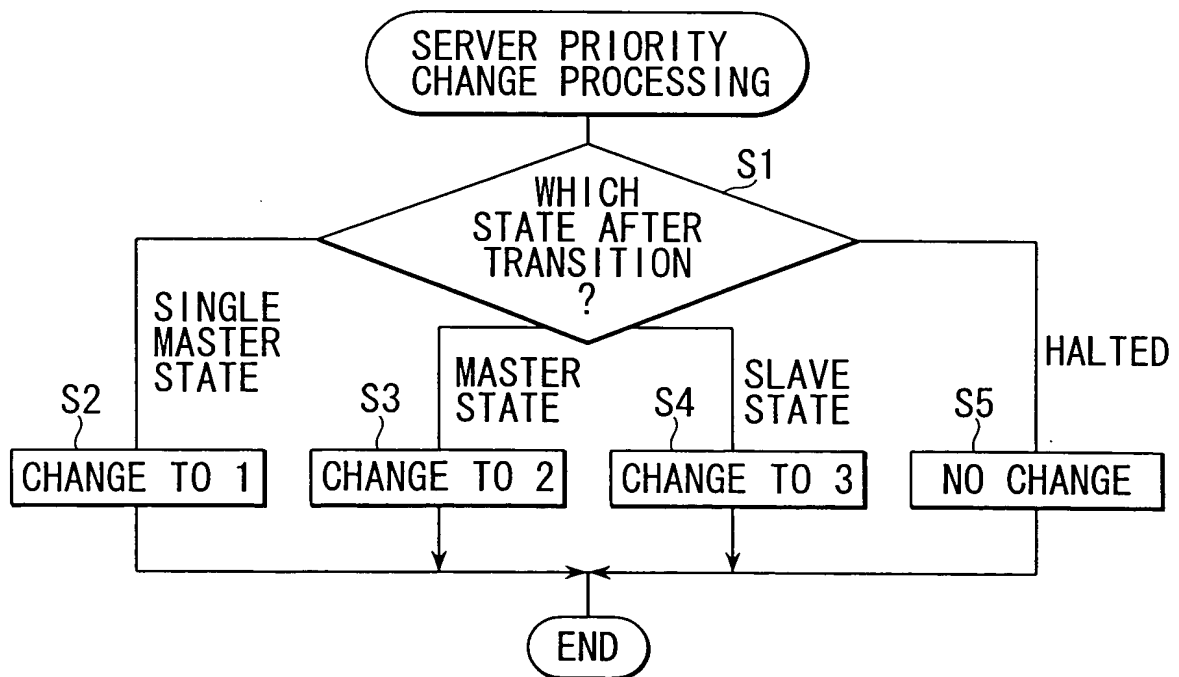 SERVER PRIORITY
CHANGE PROCESSING
S1
WHICH
STATE AFTER
TRANSITION
?
SINGLE
MASTER
STATE
MASTER
STATE
SLAVE
STATE
HALTED
S2
S3
S4
S5
CHANGE TO 1
CHANGE TO 2
CHANGE TO 3
NO CHANGE
END